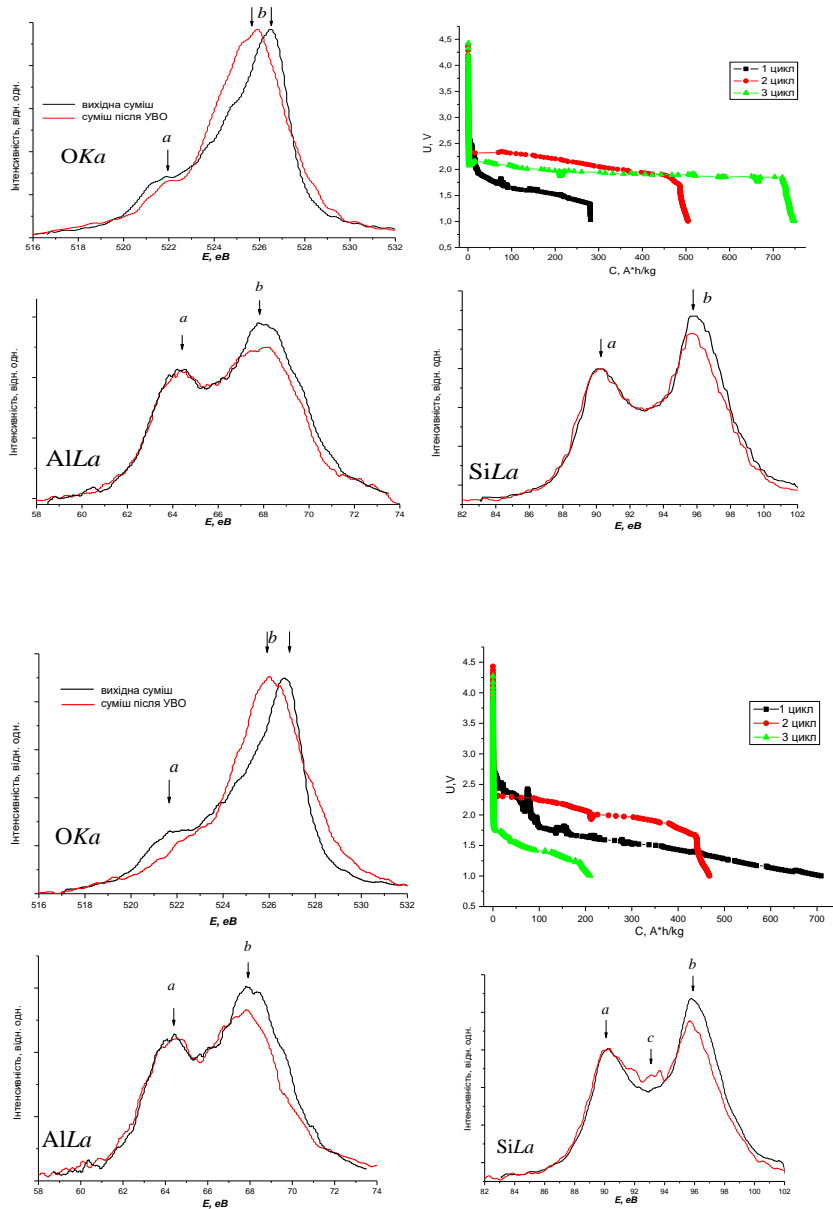 b
Інтенсивність, відн. одн.
вихідна суміш
суміш після УВО
a
OKa
516 518 520 522 524 526 528 530 532
E, eB
U, V
4,5
4,0
3,5
3,0
2,5
2,0
1,5
1,0
0,5
1 цикл
2 цикл
3 цикл
0 100 200 300 400 500 600 700
C, A*h/kg
Інтенсивність, відн. одн.
a
b
AlLa
58 60 62 64 66 68 70 72 74
E, eB
Інтенсивність, відн. одн.
a
b
SiLa
82 84 86 88 90 92 94 96 98 100 102
E, eB
b
Інтенсивність, відн. одн.
вихідна суміш
суміш після УВО
a
OKa
516 518 520 522 524 526 528 530 532
E, eB
U,V
4.5
4.0
3.5
3.0
2.5
2.0
1.5
1.0
0.5
1 цикл
2 цикл
3 цикл
0 100 200 300 400 500 600 700
C, A*h/kg
Інтенсивність, відн. одн.
a
b
AlLa
58 60 62 64 66 68 70 72 74
E, eB
Інтенсивність, відн. одн.
a
c
b
SiLa
82 84 86 88 90 92 94 96 98 100 102
E, eB